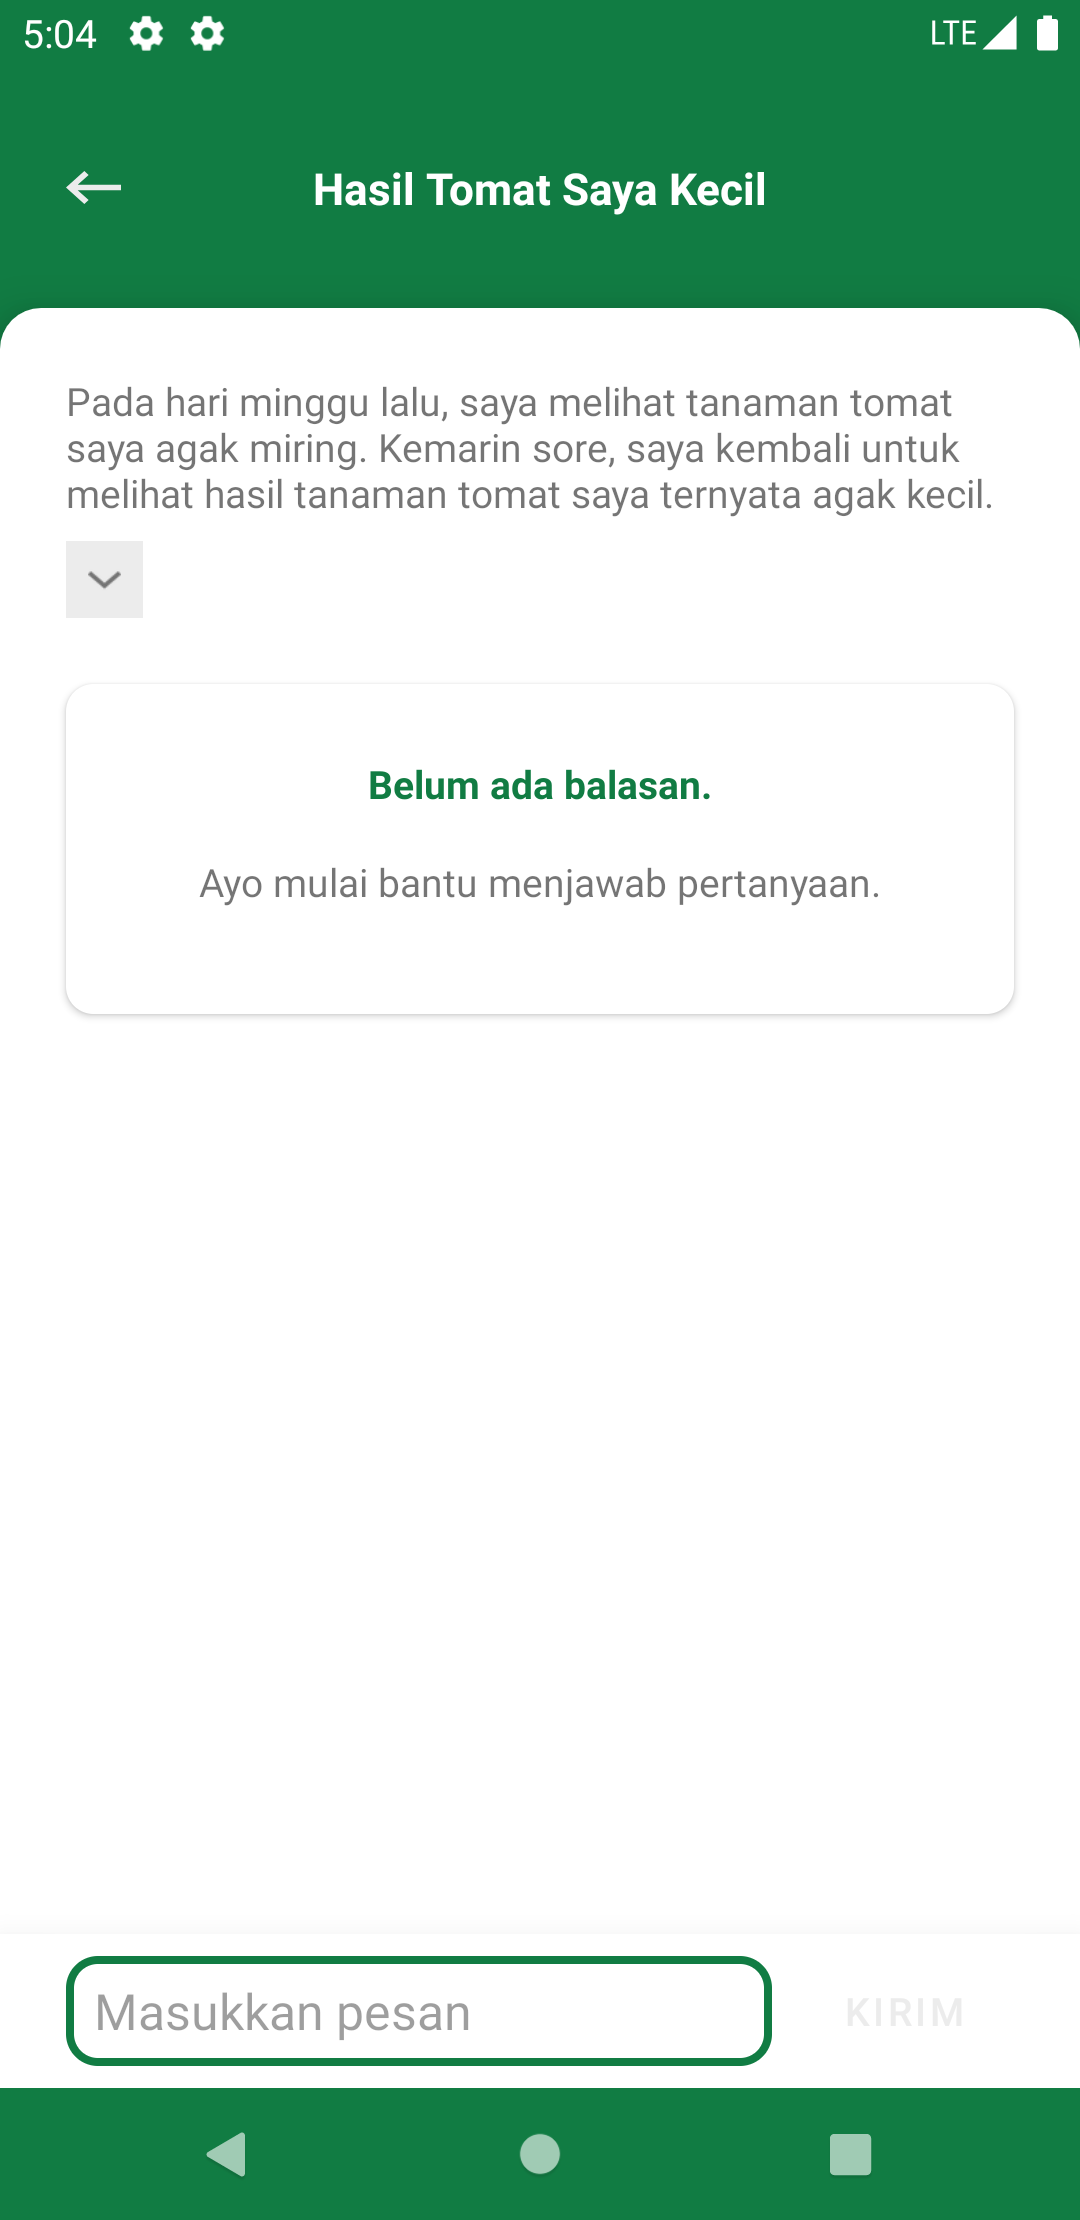 5:04
LTE
Hasil Tomat Saya Kecil
Pada hari minggu lalu, saya melihat tanaman tomat
saya agak miring. Kemarin sore, saya kembali untuk
melihat hasil tanaman tomat saya ternyata agak kecil.
Belum ada balasan.
Ayo mulai bantu menjawab pertanyaan.
Masukkan pesan
KIRIM